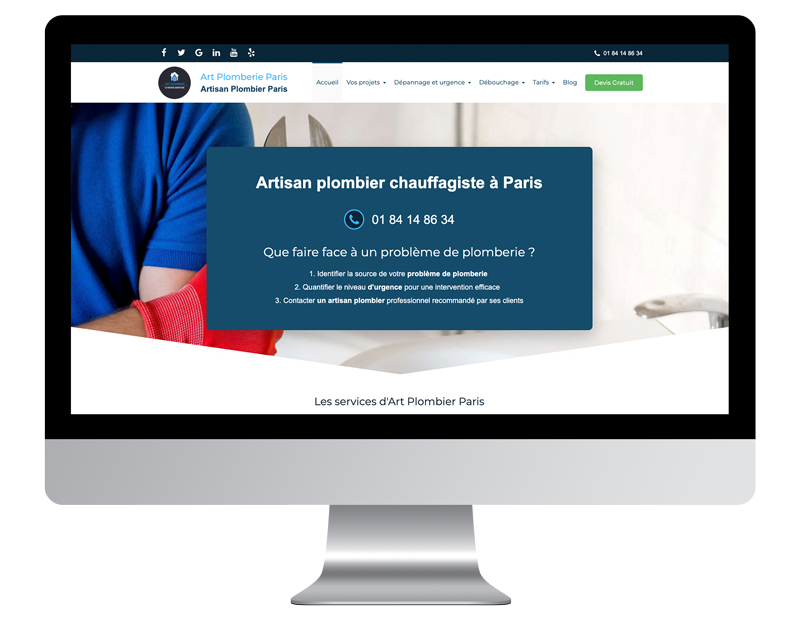 01 84 14 86 34
Art Plomberie Paris
Artisan Plombier Paris
Accueil Vos projets Dépannage et urgence Débouchage Tarifs Blog Devis Gratuit
Artisan plombier chauffagiste à Paris
01 84 14 86 34
Que faire face à un problème de plomberie ?
1. Identifier la source de votre problème de plomberie
2. Quantifier le niveau d'urgence pour une intervention efficace
3. Contacter un artisan plombier professionnel recommandé par ses clients
Les services d'Art Plombier Paris